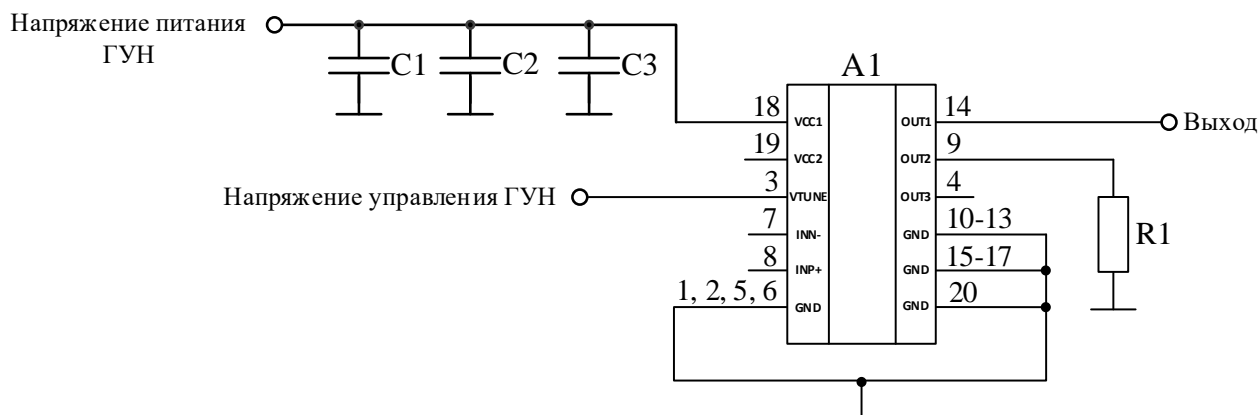 Напряжение питания
ГУН
C1
C2
C3
A1
18
VCC1
OUT1
14
Выход
19
VCC2
OUT2
9
Напряжение управления ГУН
3
VTUNE
OUT3
4
7
INN-
GND
10-13
R1
8
INP+
GND
15-17
1, 2, 5, 6
GND
GND
20